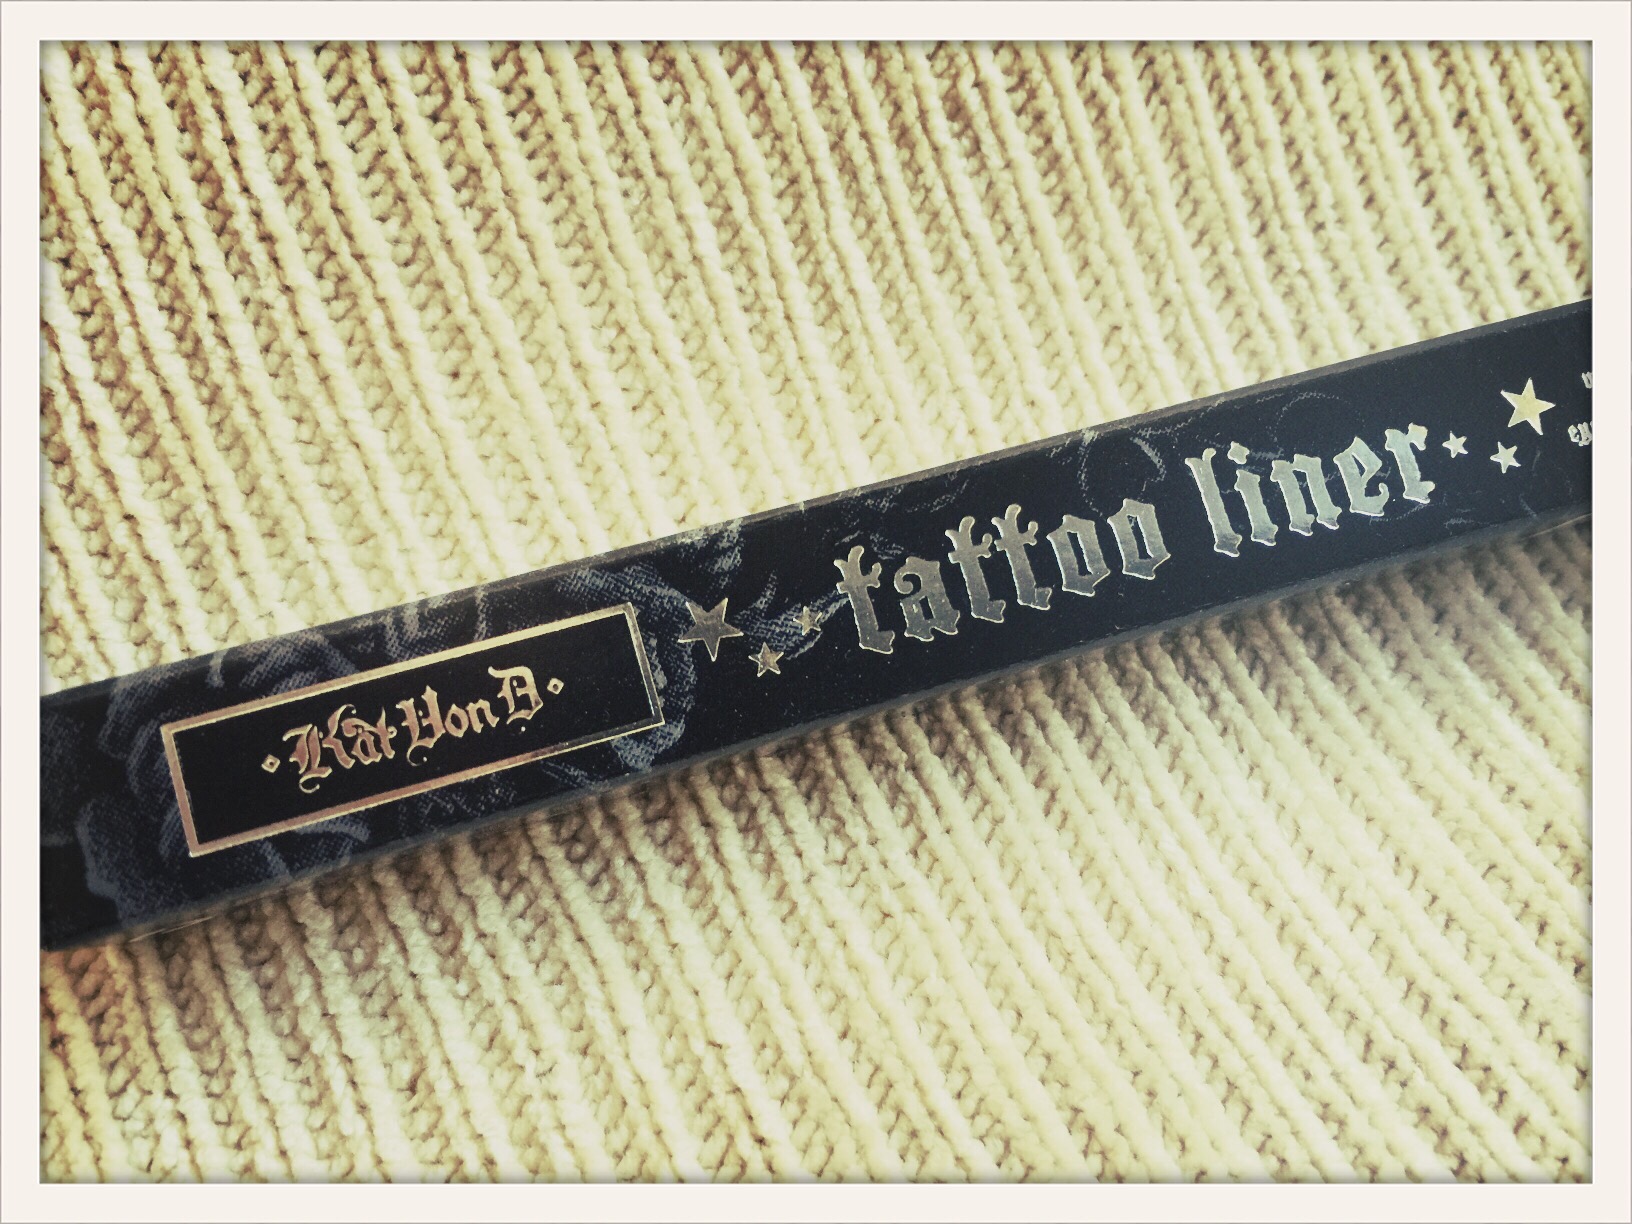 Kat Von D
tattoo liner